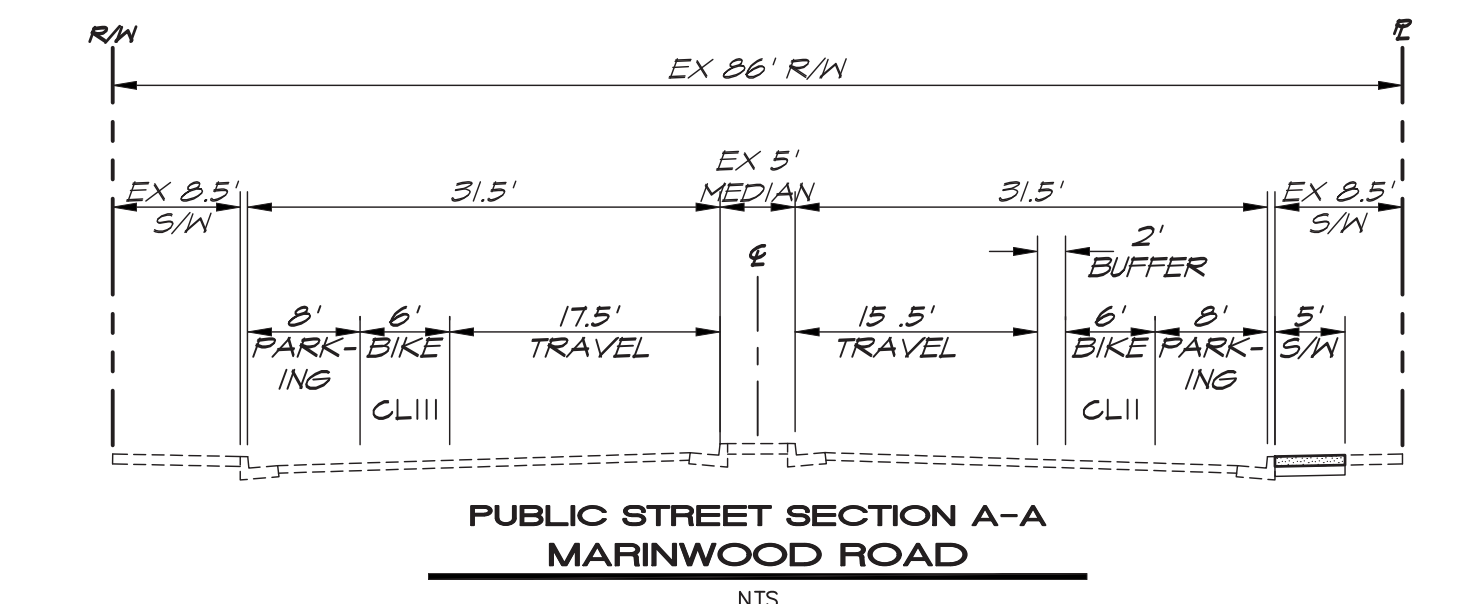 R/W
PL
EX 86' R/W
EX 5'
MEDIAN
EX 8.5'
S/W
31.5'
31.5'
EX 8.5'
S/W
2'
BUFFER
CL
8'
PARK-
ING
6'
BIKE
CLIII
17.5'
TRAVEL
15 .5'
TRAVEL
6'
BIKE
CLII
8'
PARK-
ING
5'
S/W
PUBLIC STREET SECTION A-A
MARINWOOD ROAD
NTS